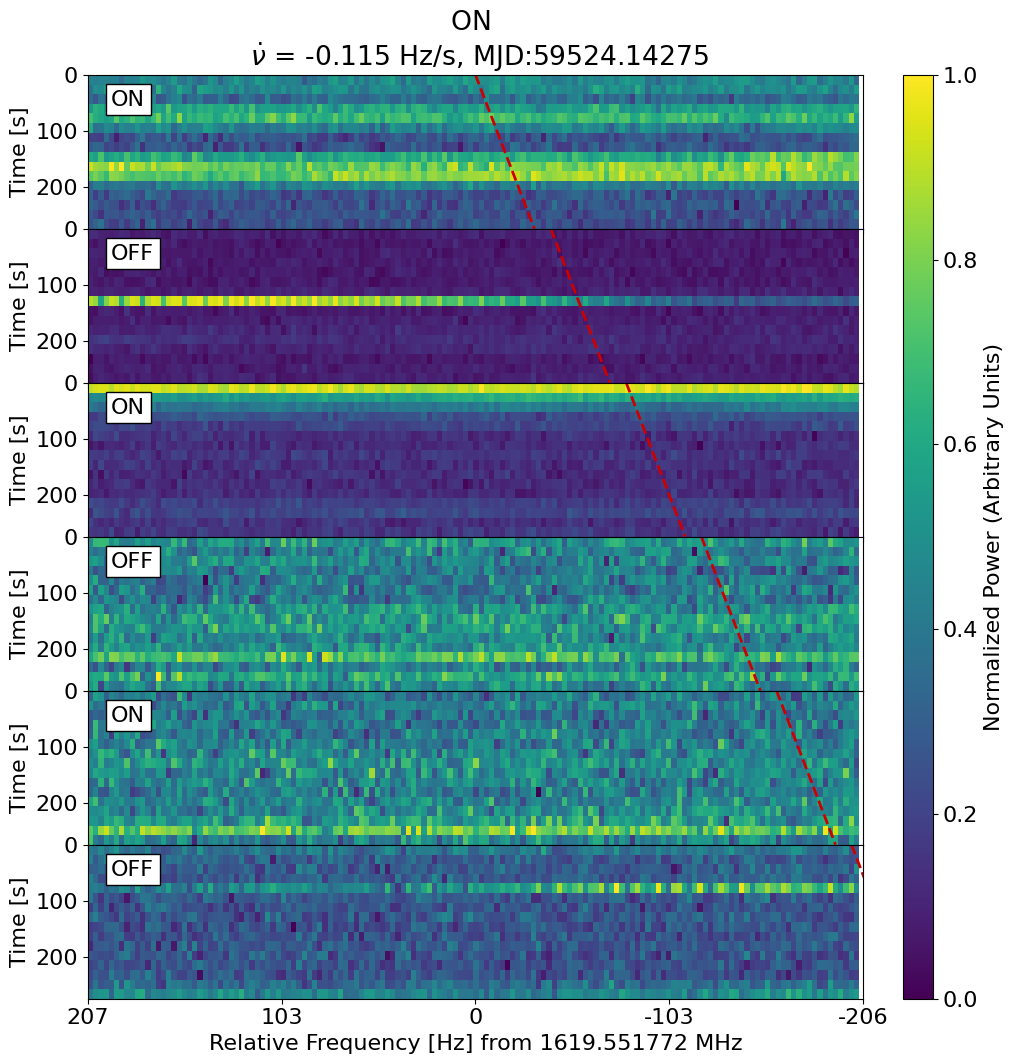 ON
ν̇ = -0.115 Hz/s, MJD:59524.14275
0
100
200
Time [s]
ON
0
100
200
Time [s]
OFF
0
100
200
Time [s]
ON
0
100
200
Time [s]
OFF
0
100
200
Time [s]
ON
0
100
200
Time [s]
OFF
207 103 0 -103 -206
Relative Frequency [Hz] from 1619.551772 MHz
1.0
0.8
0.6
0.4
0.2
0.0
Normalized Power (Arbitrary Units)